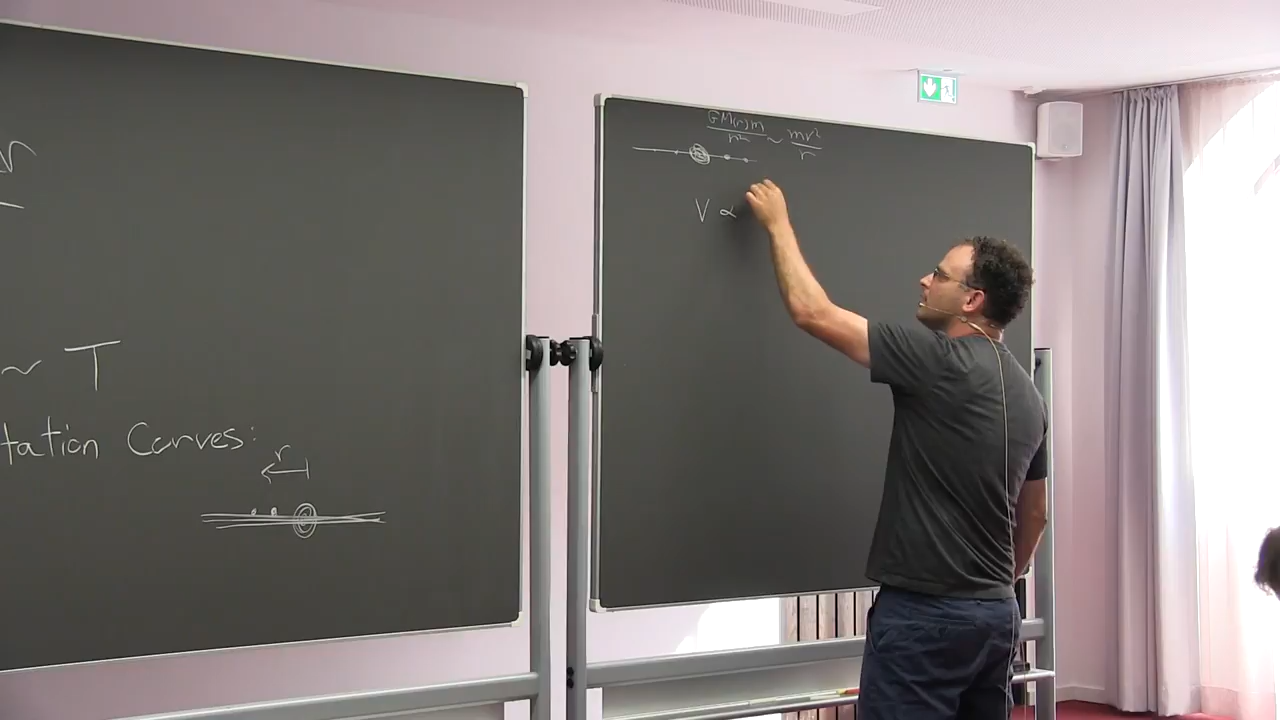 ~ T
tation Curves:
r
GM(r)m / r² ~ mv² / r
V ∝